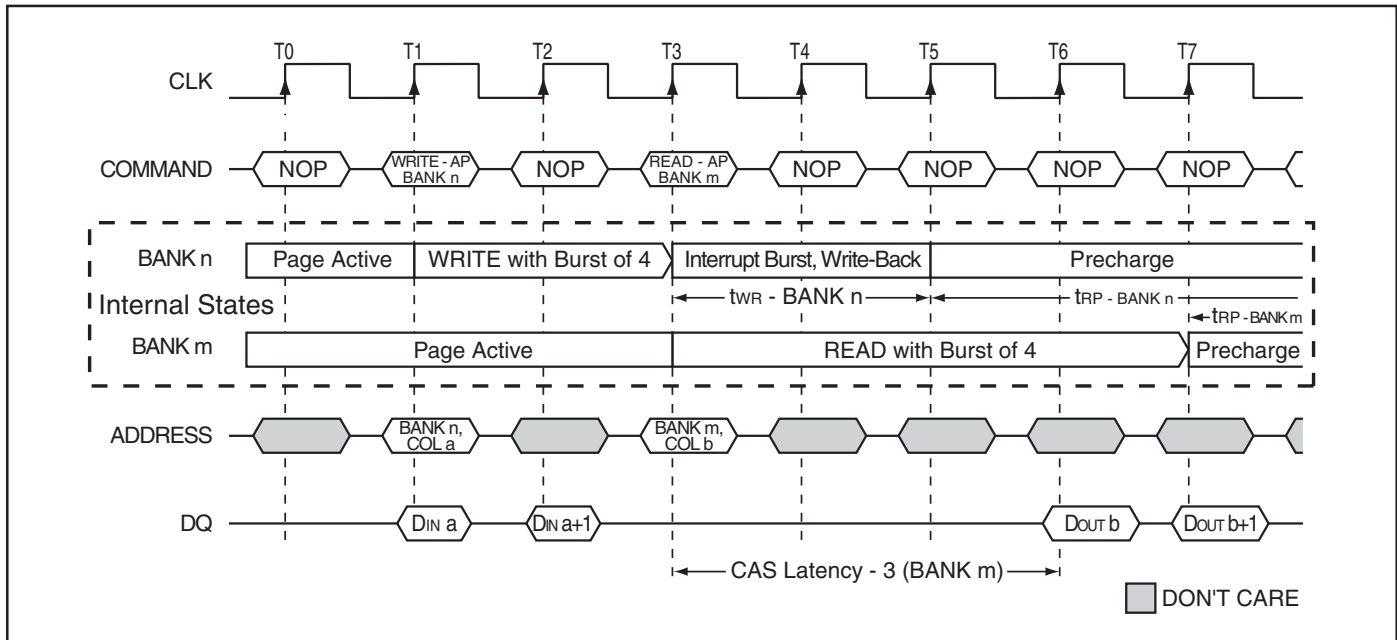 T0 T1 T2 T3 T4 T5 T6 T7
CLK
COMMAND NOP WRITE - AP BANK n NOP READ - AP BANK m NOP NOP NOP NOP
BANK n Page Active WRITE with Burst of 4 Interrupt Burst, Write-Back Precharge
tWR - BANK n tRP - BANK n
Internal States
tRP - BANK m
BANK m Page Active READ with Burst of 4 Precharge
ADDRESS BANK n, COL a BANK m, COL b
DQ DIN a DIN a+1 DOUT b DOUT b+1
CAS Latency - 3 (BANK m)
DON'T CARE